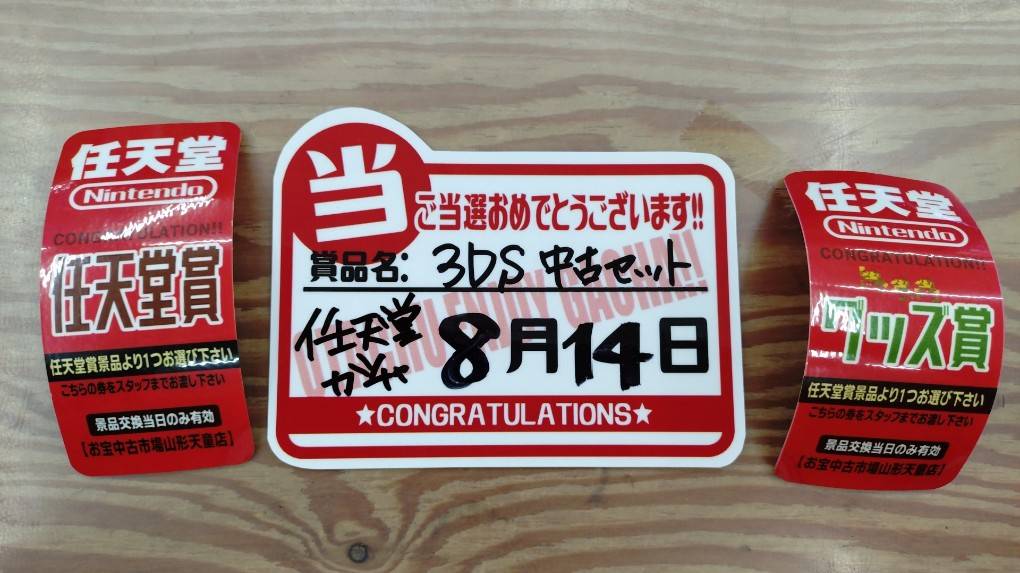 任天堂
Nintendo
CONGRATULATION!!
任天堂賞
任天堂賞景品より1つお選び下さい
こちらの券をスタッフまでお渡し下さい
景品交換当日のみ有効
【お宝中古市場山形天童店】
当
ご当選おめでとうございます!!
賞品名: 3DS 中古セット
任天堂
ガチャ
8月14日
★CONGRATULATIONS★
任天堂
Nintendo
CONGRATULATION!!
グッズ賞
任天堂賞景品より1つお選び下さい
こちらの券をスタッフまでお渡し下さい
景品交換当日のみ有効
【お宝中古市場山形天童店】